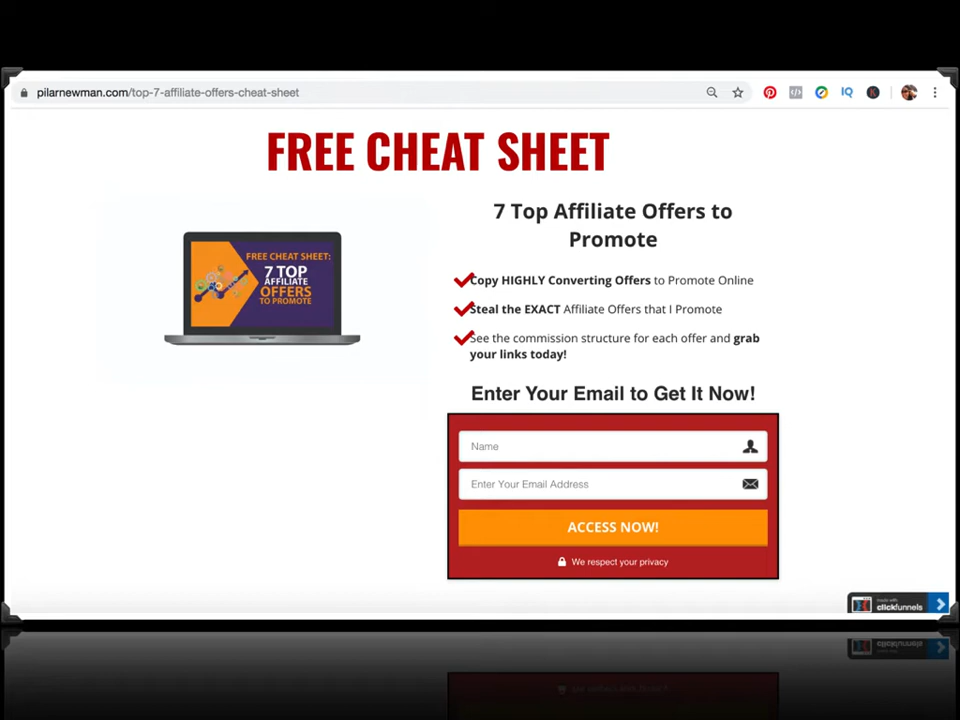 pilarnewman.com/top-7-affiliate-offers-cheat-sheet
IQ
K
FREE CHEAT SHEET
FREE CHEAT SHEET:
7 TOP
AFFILIATE
OFFERS
TO PROMOTE
7 Top Affiliate Offers to
Promote
Copy HIGHLY Converting Offers to Promote Online
Steal the EXACT Affiliate Offers that I Promote
See the commission structure for each offer and grab
your links today!
Enter Your Email to Get It Now!
Name
Enter Your Email Address
ACCESS NOW!
We respect your privacy
made with
clickfunnels